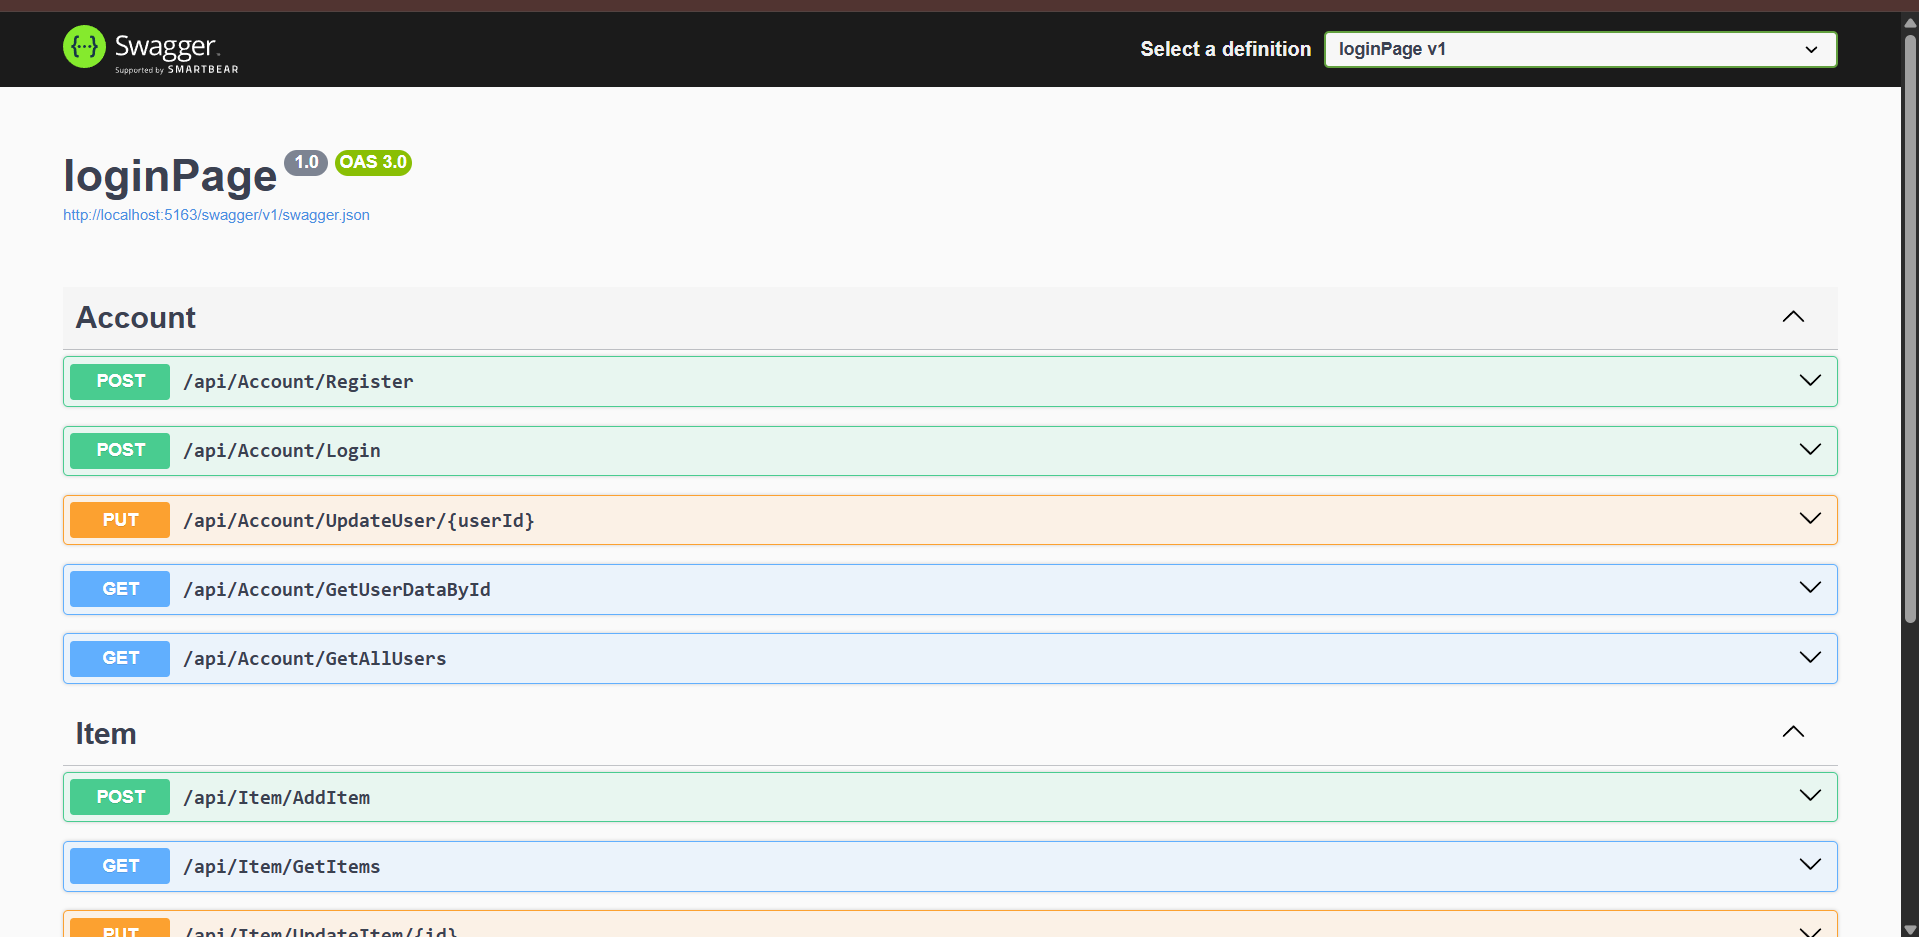 {···} Swagger™
Supported by SMARTBEAR
Select a definition
loginPage v1
loginPage 1.0 OAS 3.0
http://localhost:5163/swagger/v1/swagger.json
Account
POST /api/Account/Register
POST /api/Account/Login
PUT /api/Account/UpdateUser/{userId}
GET /api/Account/GetUserDataById
GET /api/Account/GetAllUsers
Item
POST /api/Item/AddItem
GET /api/Item/GetItems
PUT /api/Item/UpdateItem/{id}